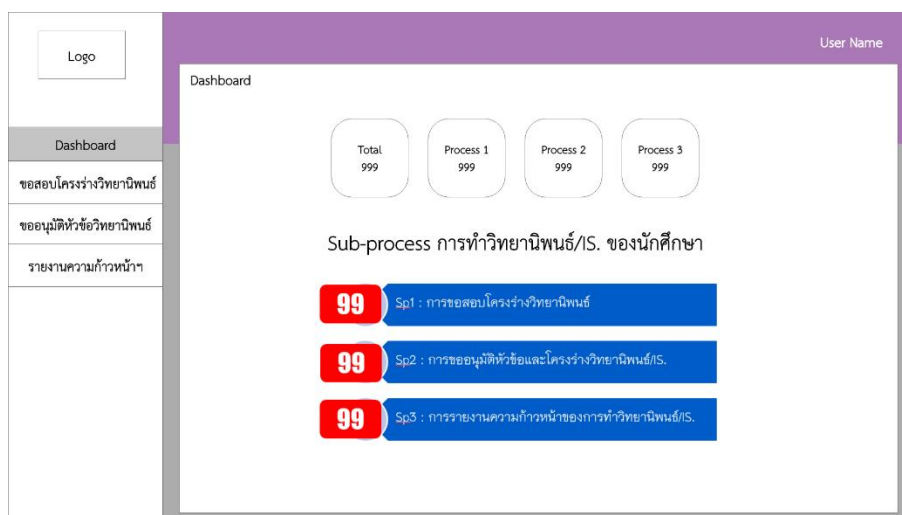 Logo
User Name
Dashboard
Dashboard
ขอสอบโครงร่างวิทยานิพนธ์
ขออนุมัติหัวข้อวิทยานิพนธ์
รายงานความก้าวหน้าฯ
Total
999
Process 1
999
Process 2
999
Process 3
999
Sub-process การทำวิทยานิพนธ์/IS. ของนักศึกษา
99 Sp1 : การขอสอบโครงร่างวิทยานิพนธ์
99 Sp2 : การขออนุมัติหัวข้อและโครงร่างวิทยานิพนธ์/IS.
99 Sp3 : การรายงานความก้าวหน้าของการทำวิทยานิพนธ์/IS.